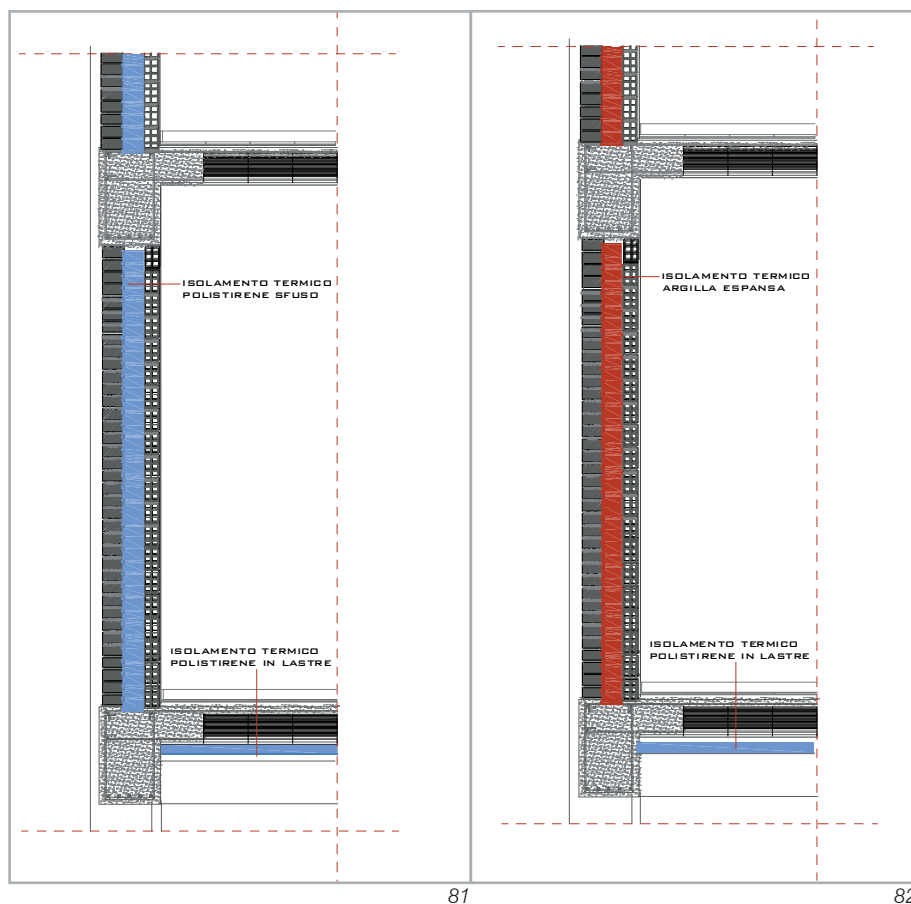 ISOLAMENTO TERMICO
POLISTIRENE SFUSO
ISOLAMENTO TERMICO
POLISTIRENE IN LASTRE
81
ISOLAMENTO TERMICO
ARGILLA ESPANSA
ISOLAMENTO TERMICO
POLISTIRENE IN LASTRE
82